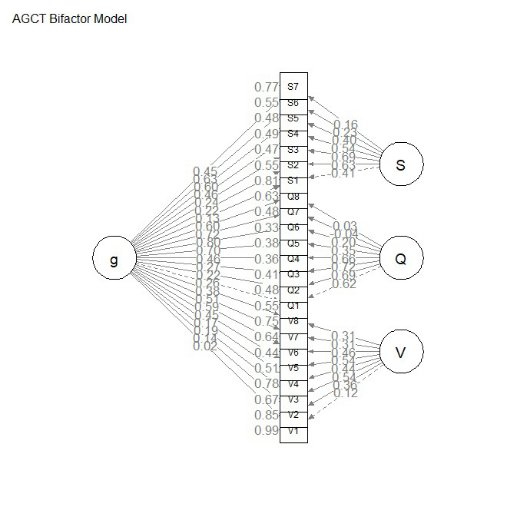 AGCT Bifactor Model
g
0.45
0.63
0.60
0.46
0.24
0.22
0.13
0.60
0.72
0.80
0.70
0.46
0.27
0.22
0.26
0.38
0.51
0.59
0.45
0.17
0.19
0.14
0.02
0.77 S7
0.55 S6
0.48 S5
0.49 S4
0.47 S3
0.55 S2
0.81 S1
0.63 Q8
0.48 Q7
0.33 Q6
0.38 Q5
0.36 Q4
0.41 Q3
0.48 Q2
0.55 Q1
0.75 V8
0.64 V7
0.44 V6
0.51 V5
0.78 V4
0.67 V3
0.85 V2
0.99 V1
0.16
0.23
0.40
0.54
0.69
0.63
0.41
S
0.03
-0.04
0.20
0.35
0.66
0.72
0.69
0.62
Q
0.31
0.31
0.46
0.54
0.44
0.54
0.36
0.12
V